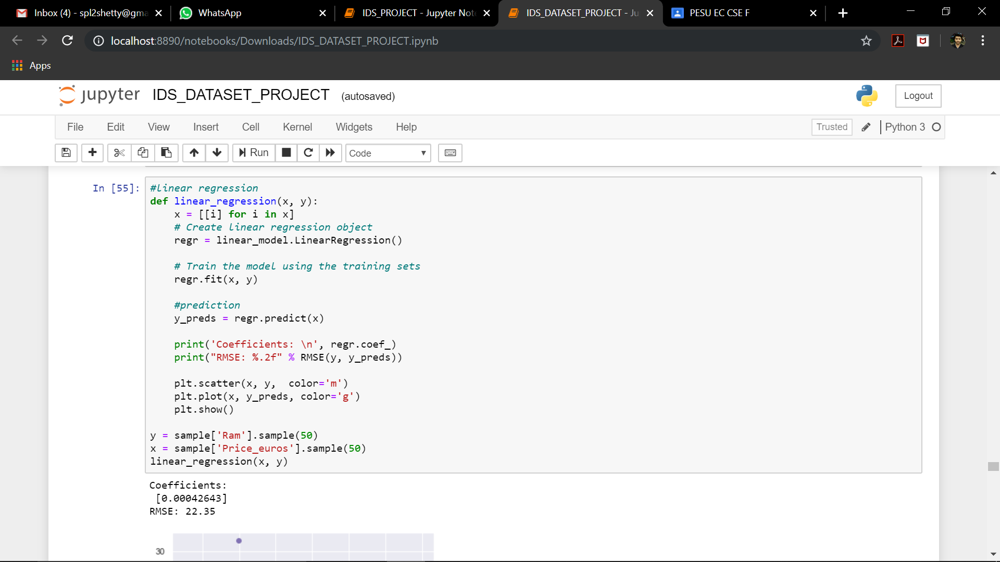 Inbox (4) - spl2shetty@gma
WhatsApp
IDS_PROJECT - Jupyter Not
IDS_DATASET_PROJECT - Ju
PESU EC CSE F
localhost:8890/notebooks/Downloads/IDS_DATASET_PROJECT.ipynb
Apps
jupyter IDS_DATASET_PROJECT (autosaved)
Logout
File Edit View Insert Cell Kernel Widgets Help
Trusted
Python 3
Run
Code
In [55]:
#linear regression
def linear_regression(x, y):
    x = [[i] for i in x]
    # Create linear regression object
    regr = linear_model.LinearRegression()
    # Train the model using the training sets
    regr.fit(x, y)
    #prediction
    y_preds = regr.predict(x)
    print('Coefficients: \n', regr.coef_)
    print("RMSE: %.2f" % RMSE(y, y_preds))
    plt.scatter(x, y,  color='m')
    plt.plot(x, y_preds, color='g')
    plt.show()
y = sample['Ram'].sample(50)
x = sample['Price_euros'].sample(50)
linear_regression(x, y)
Coefficients:
 [0.00042643]
RMSE: 22.35
30